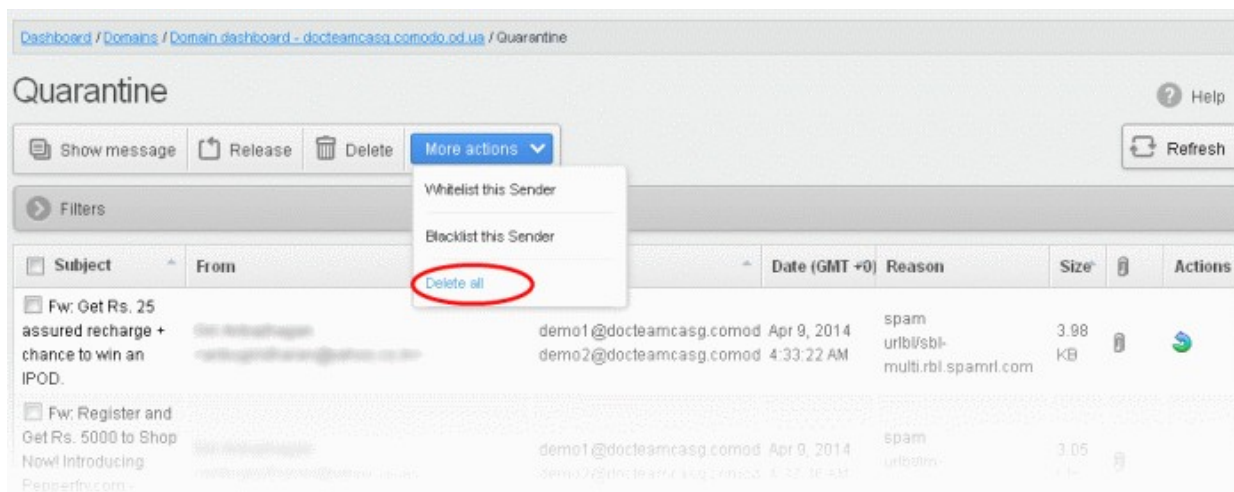 Dashboard / Domains / Domain dashboard - docteamcasg.comodo.od.ua / Quarantine
Quarantine
Help
Show message
Release
Delete
More actions
Refresh
Whitelist this Sender
Blacklist this Sender
Delete all
Filters
Subject
From
Date (GMT +0)
Reason
Size
Actions
Fw: Get Rs. 25
assured recharge +
chance to win an
IPOD.
demo1@docteamcasg.comod
demo2@docteamcasg.comod
Apr 9, 2014
4:33:22 AM
spam
urlbl/sbl-
multi.rbl.spamrl.com
3.98
KB
Fw: Register and
Get Rs. 5000 to Shop
Now! Introducing
Pepperfry.com -
demo1@docteamcasg.comod
demo2@docteamcasg.comod
Apr 9, 2014
spam
3.05